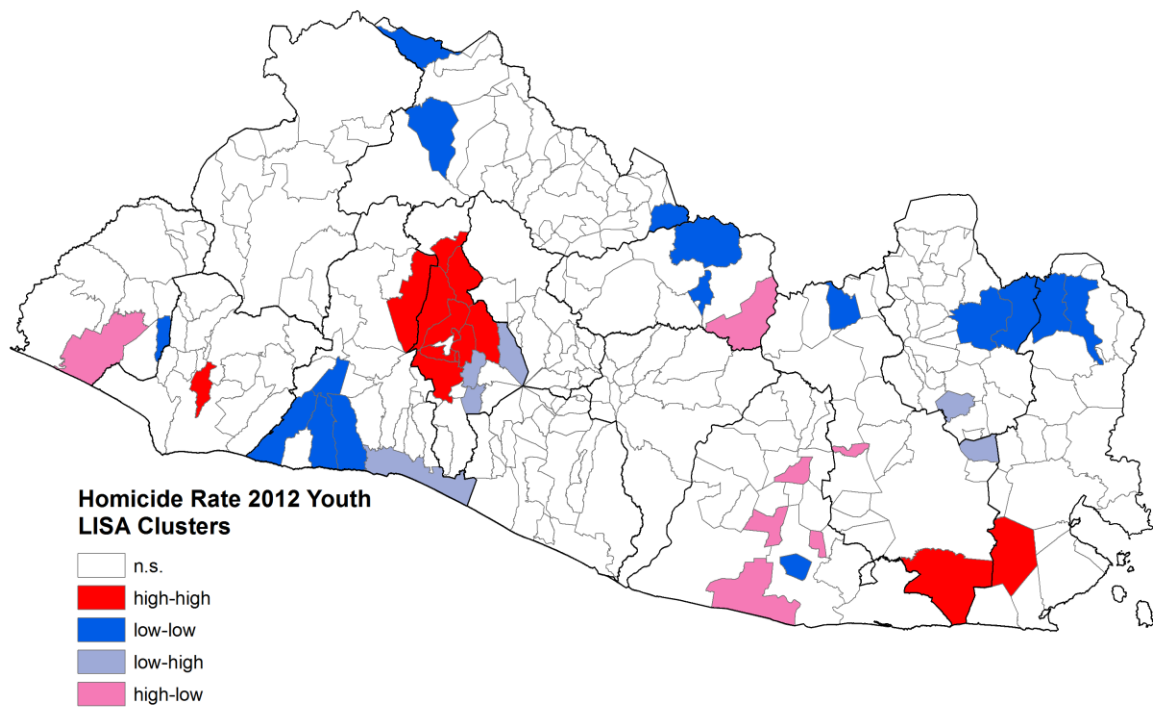 Homicide Rate 2012 Youth
LISA Clusters
n.s.
high-high
low-low
low-high
high-low